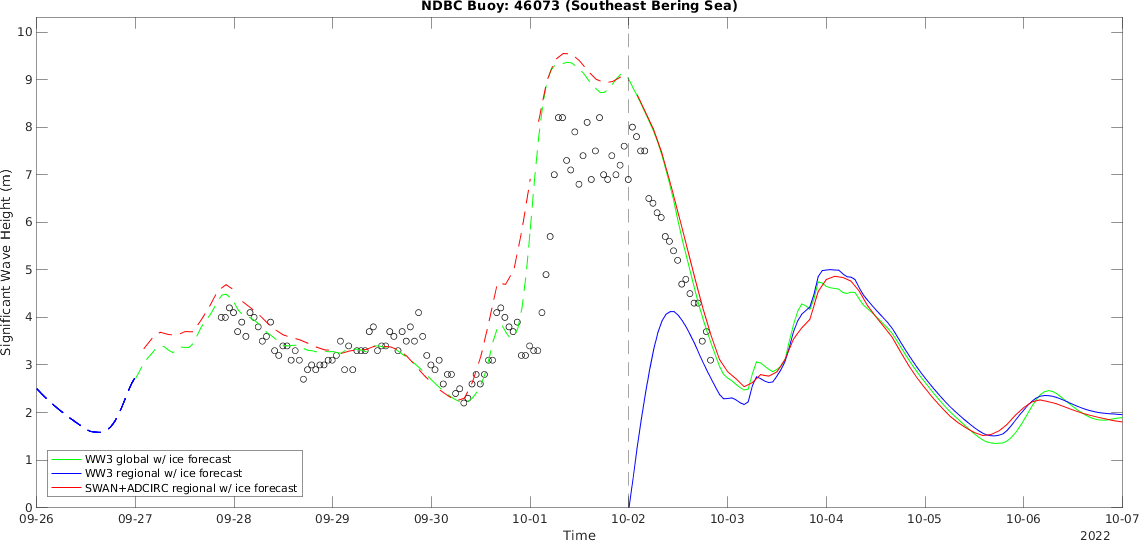 NDBC Buoy: 46073 (Southeast Bering Sea)
10
9
8
7
6
5
4
3
2
1
0
Significant Wave Height (m)
WW3 global w/ ice forecast
WW3 regional w/ ice forecast
SWAN+ADCIRC regional w/ ice forecast
09-26 09-27 09-28 09-29 09-30 10-01 10-02 10-03 10-04 10-05 10-06 10-07
Time
2022